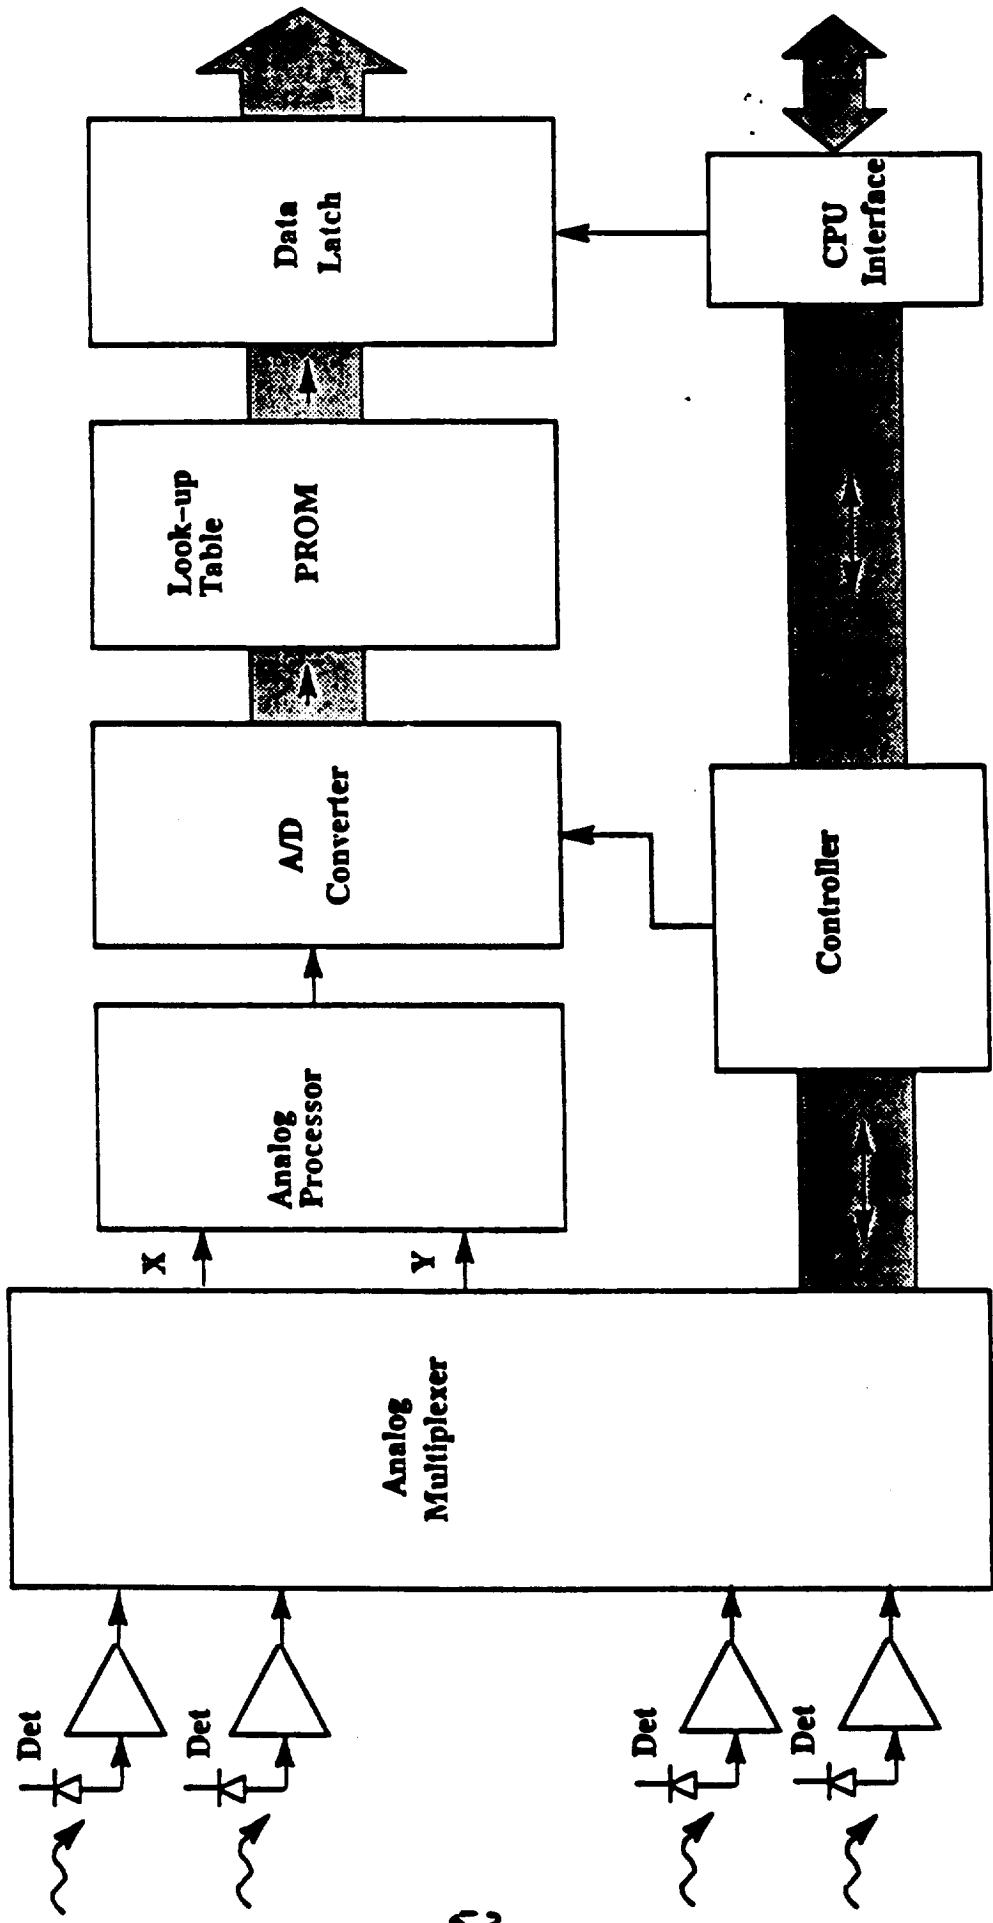 Det
Det
Det
Det
Analog
Multiplexer
X
Y
Analog
Processor
A/D
Converter
Look-up
Table
PROM
Data
Latch
Controller
CPU
Interface